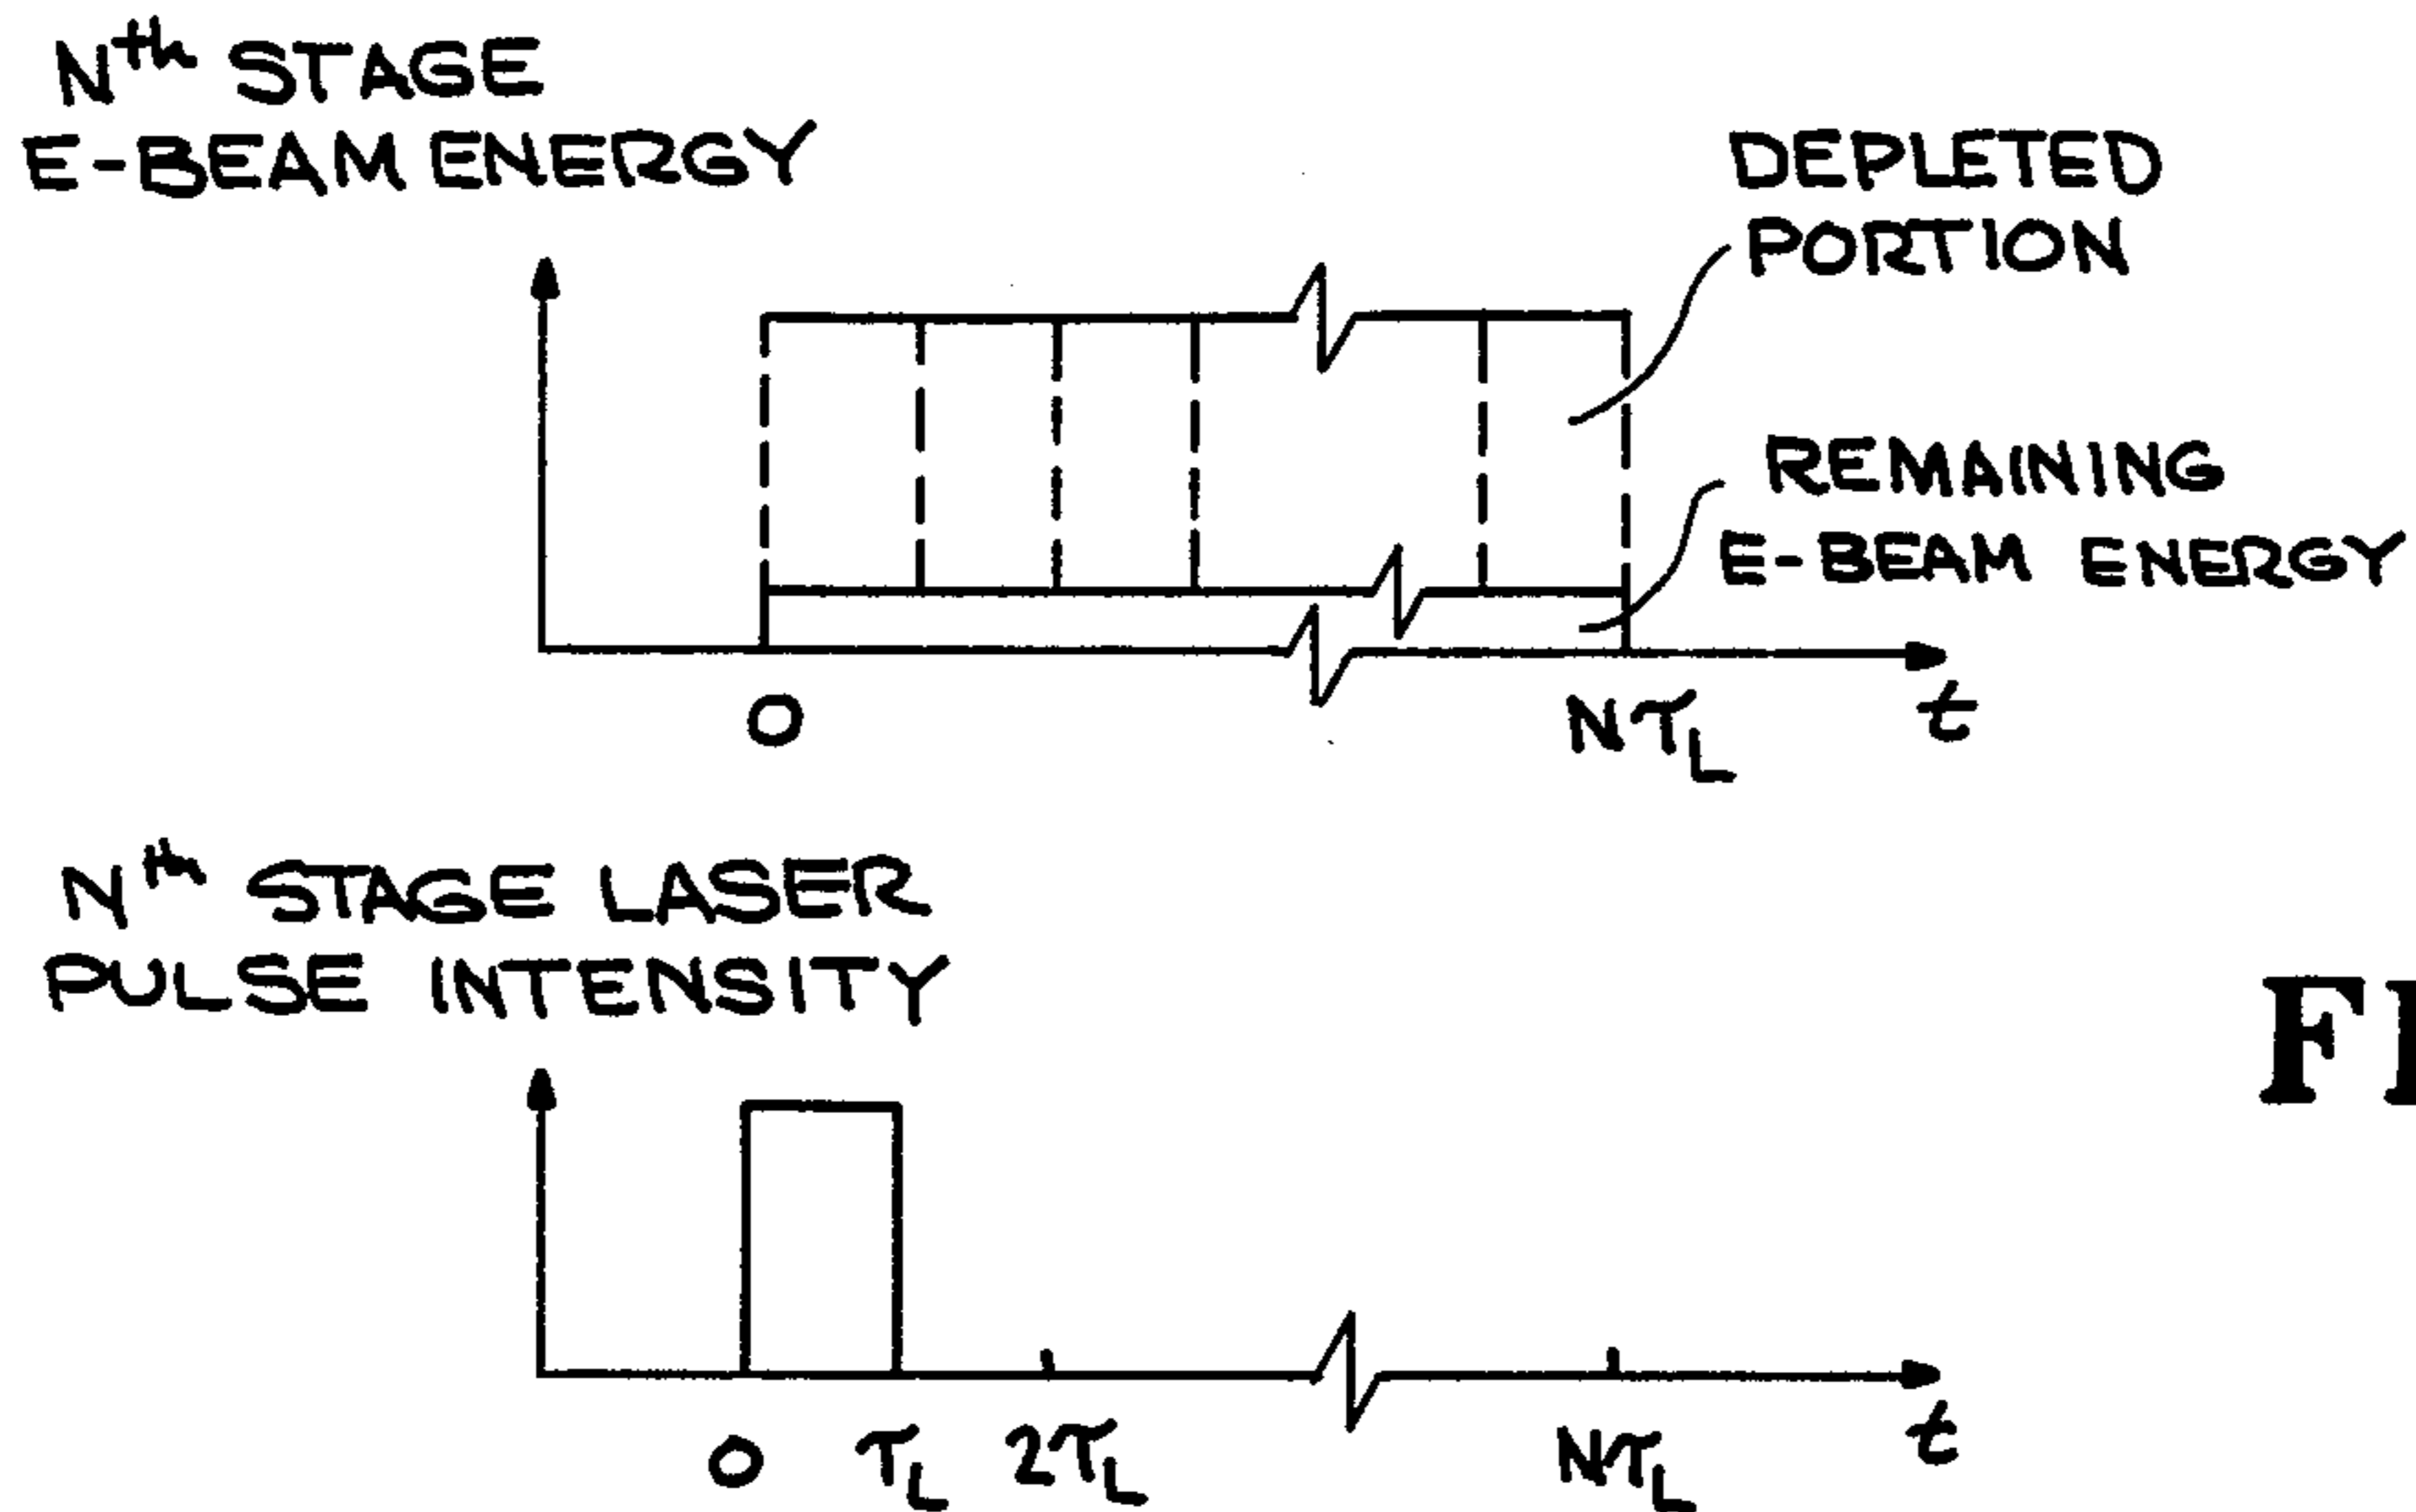 Nth STAGE
E-BEAM ENERGY
DEPLETED
PORTION
REMAINING
E-BEAM ENERGY
0 NτL t
Nth STAGE LASER
PULSE INTENSITY
0 τL 2τL NτL t